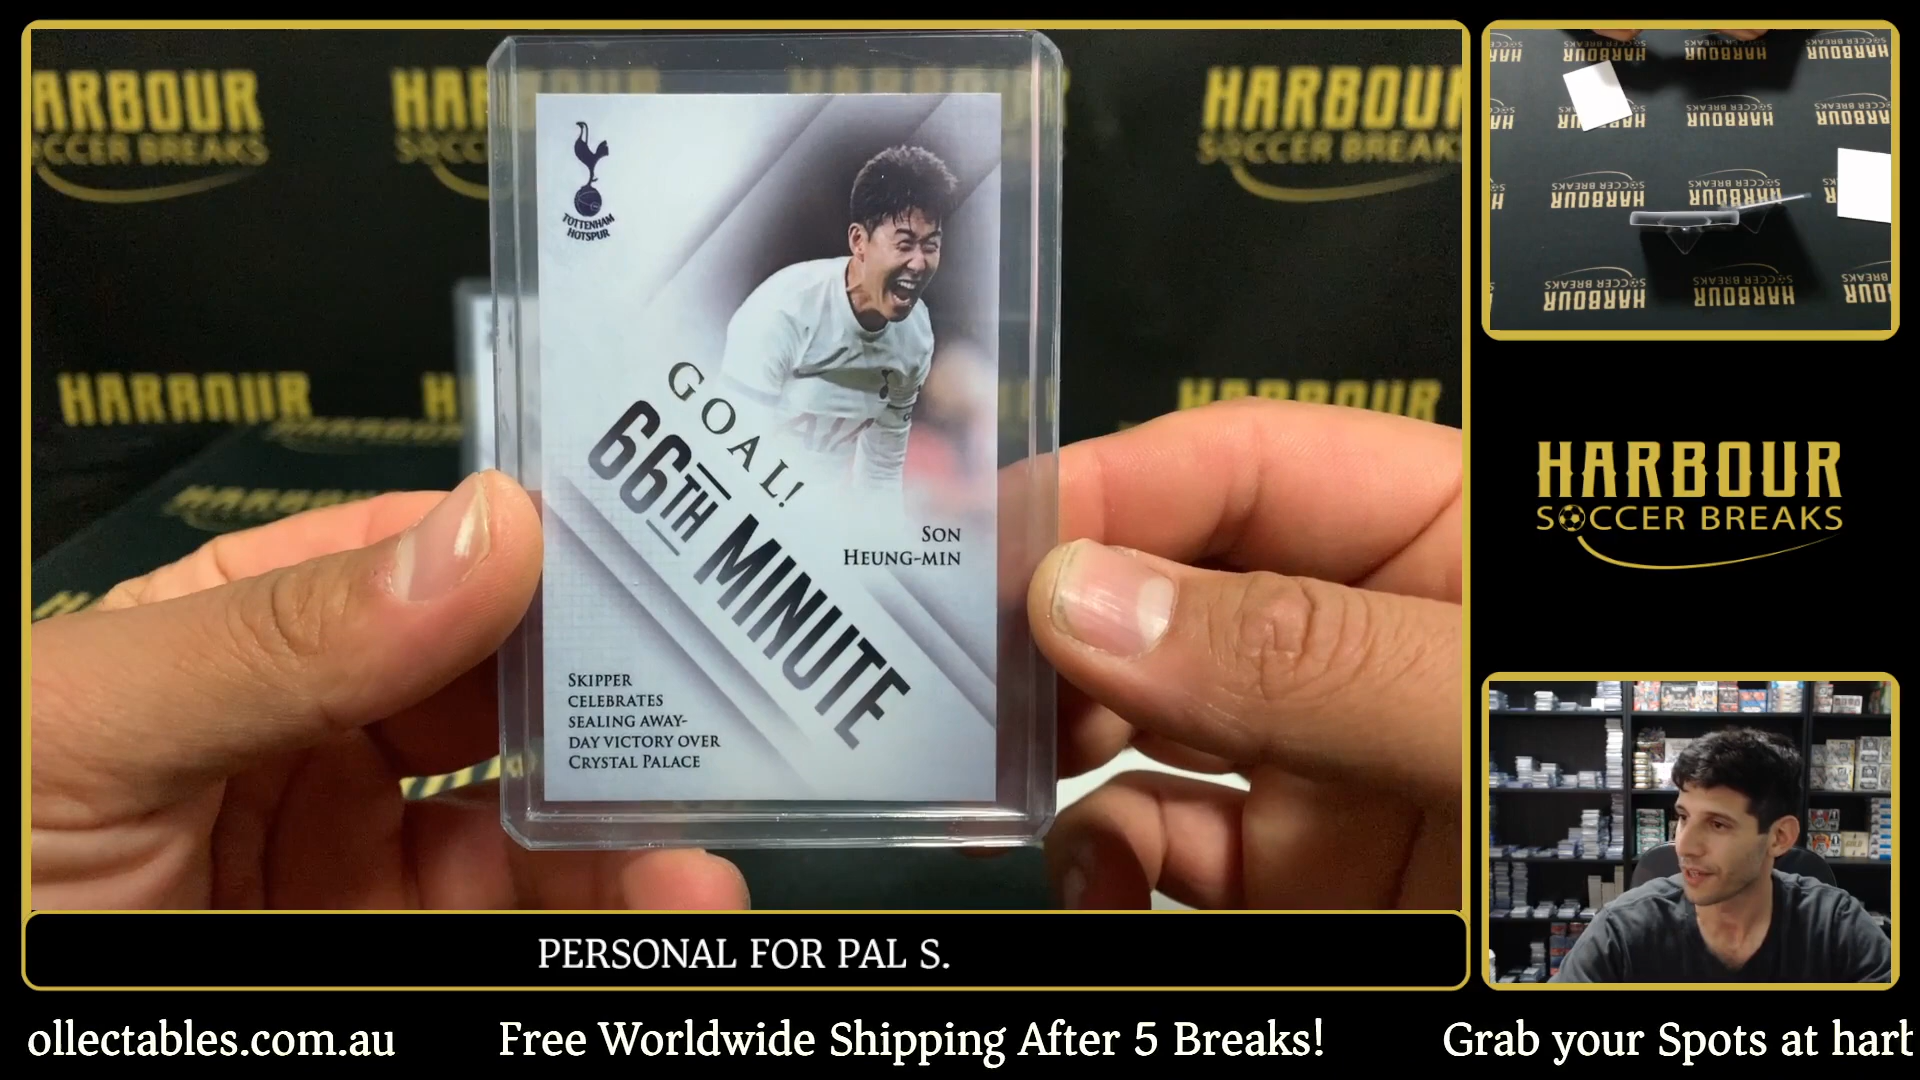 HARBOUR
SOCCER BREAKS
TOTTENHAM
HOTSPUR
GOAL!
66TH MINUTE
SON
HEUNG-MIN
SKIPPER
CELEBRATES
SEALING AWAY-
DAY VICTORY OVER
CRYSTAL PALACE
HARBOUR
SOCCER BREAKS
PERSONAL FOR PAL S.
ollectables.com.au Free Worldwide Shipping After 5 Breaks! Grab your Spots at hart